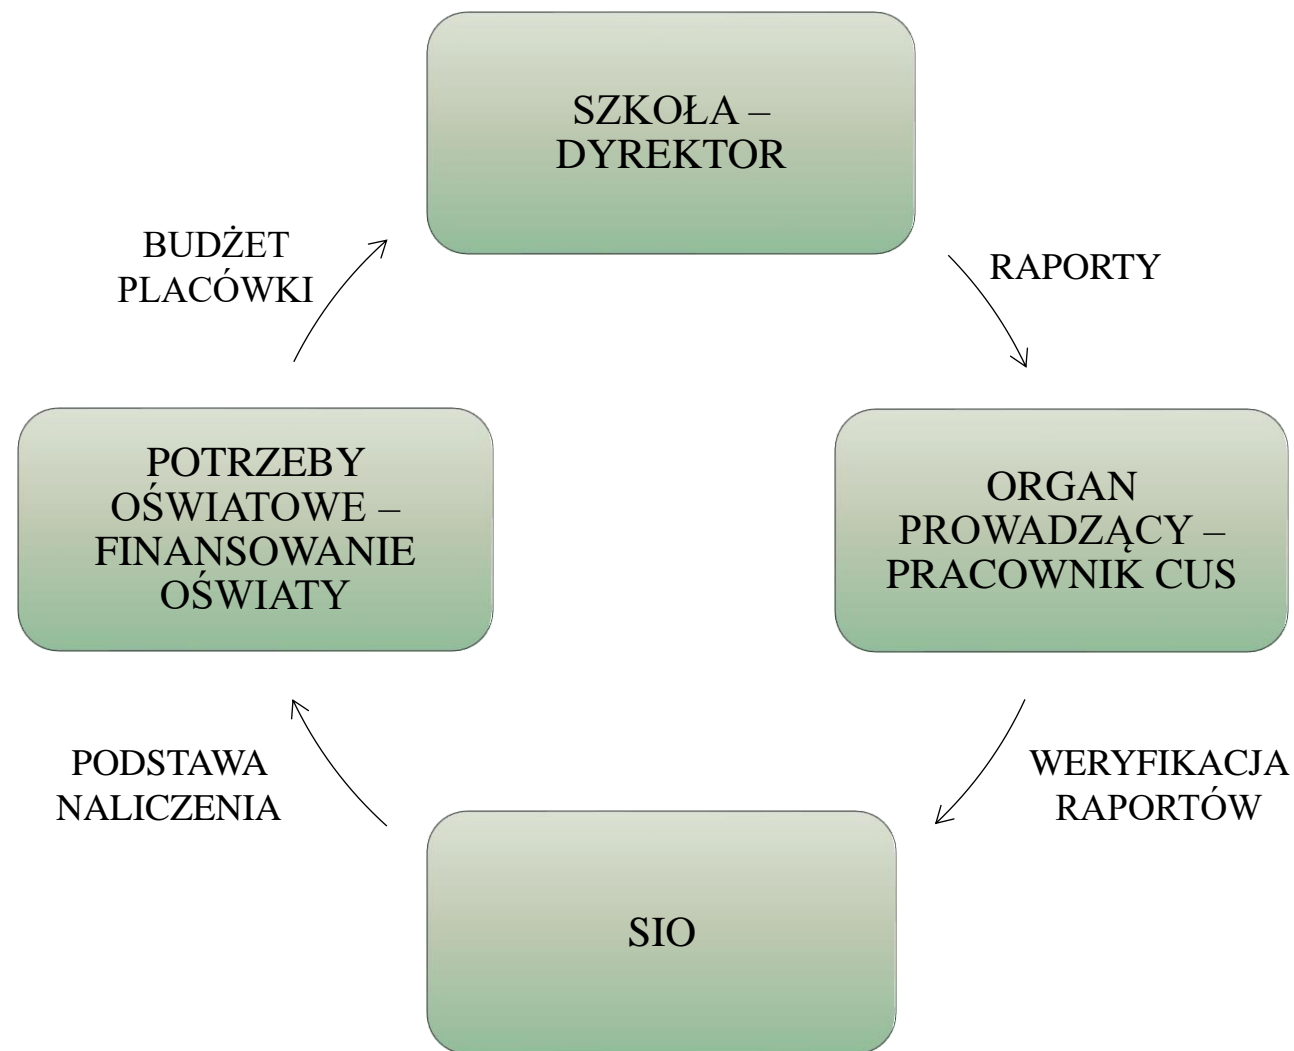 SZKOŁA –
DYREKTOR
BUDŻET
PLACÓWKI
RAPORTY
POTRZEBY
OŚWIATOWE –
FINANSOWANIE
OŚWIATY
ORGAN
PROWADZĄCY –
PRACOWNIK CUS
PODSTAWA
NALICZENIA
WERYFIKACJA
RAPORTÓW
SIO